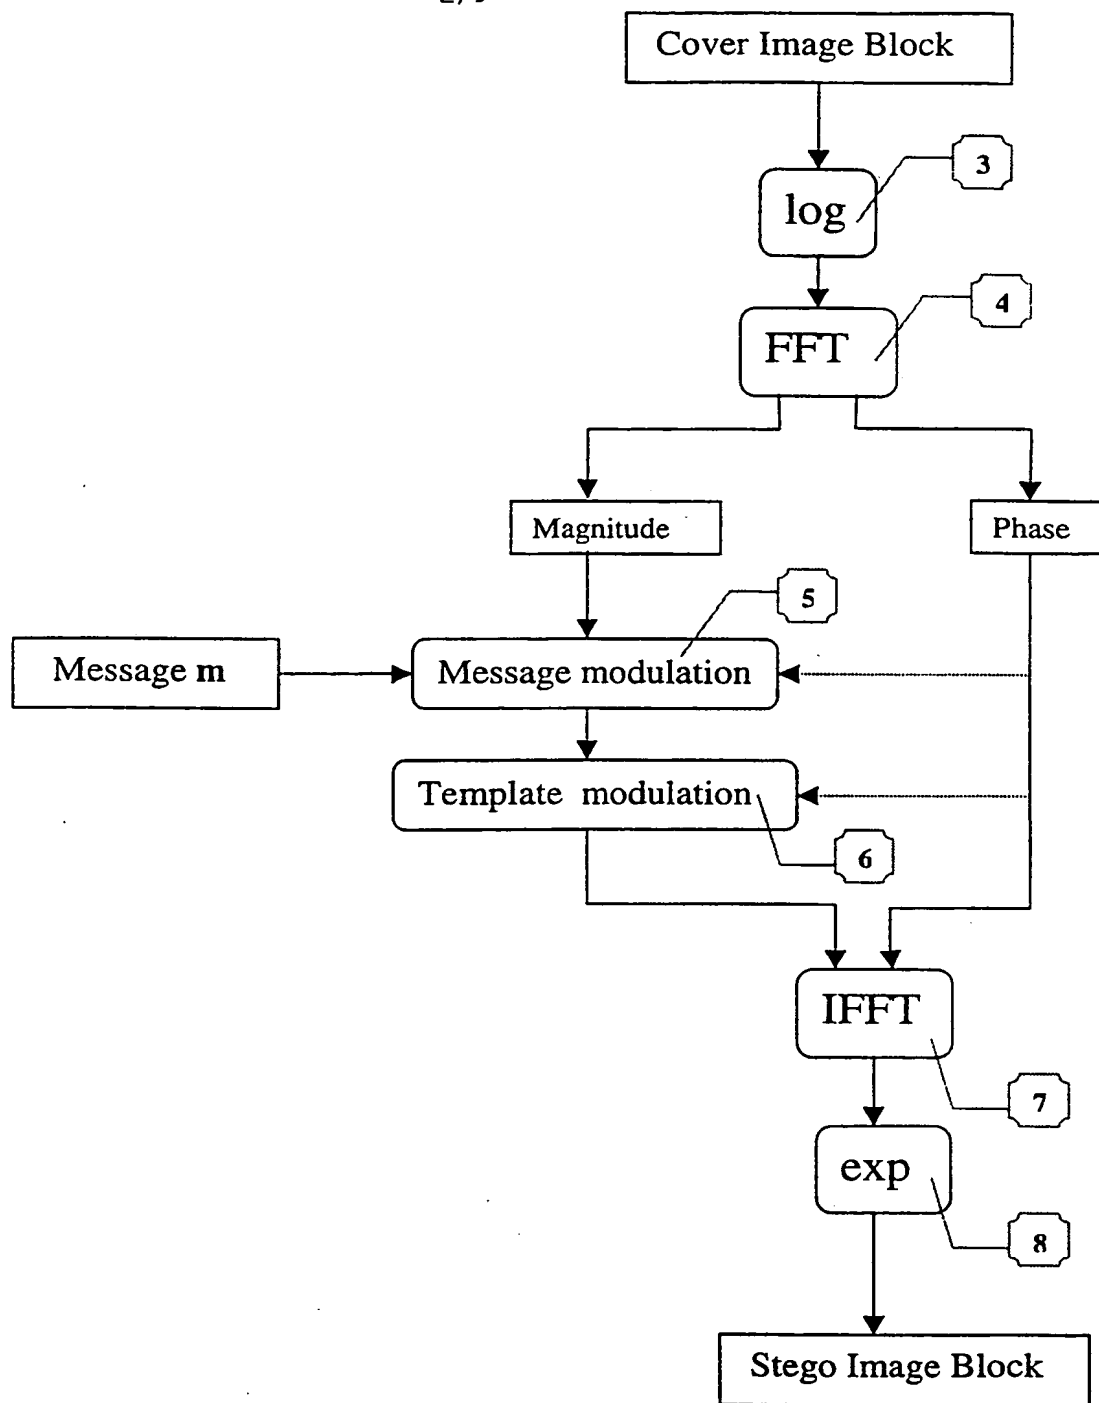 Cover Image Block
3
log
4
FFT
Magnitude
Phase
5
Message m
Message modulation
Template modulation
6
IFFT
7
exp
8
Stego Image Block